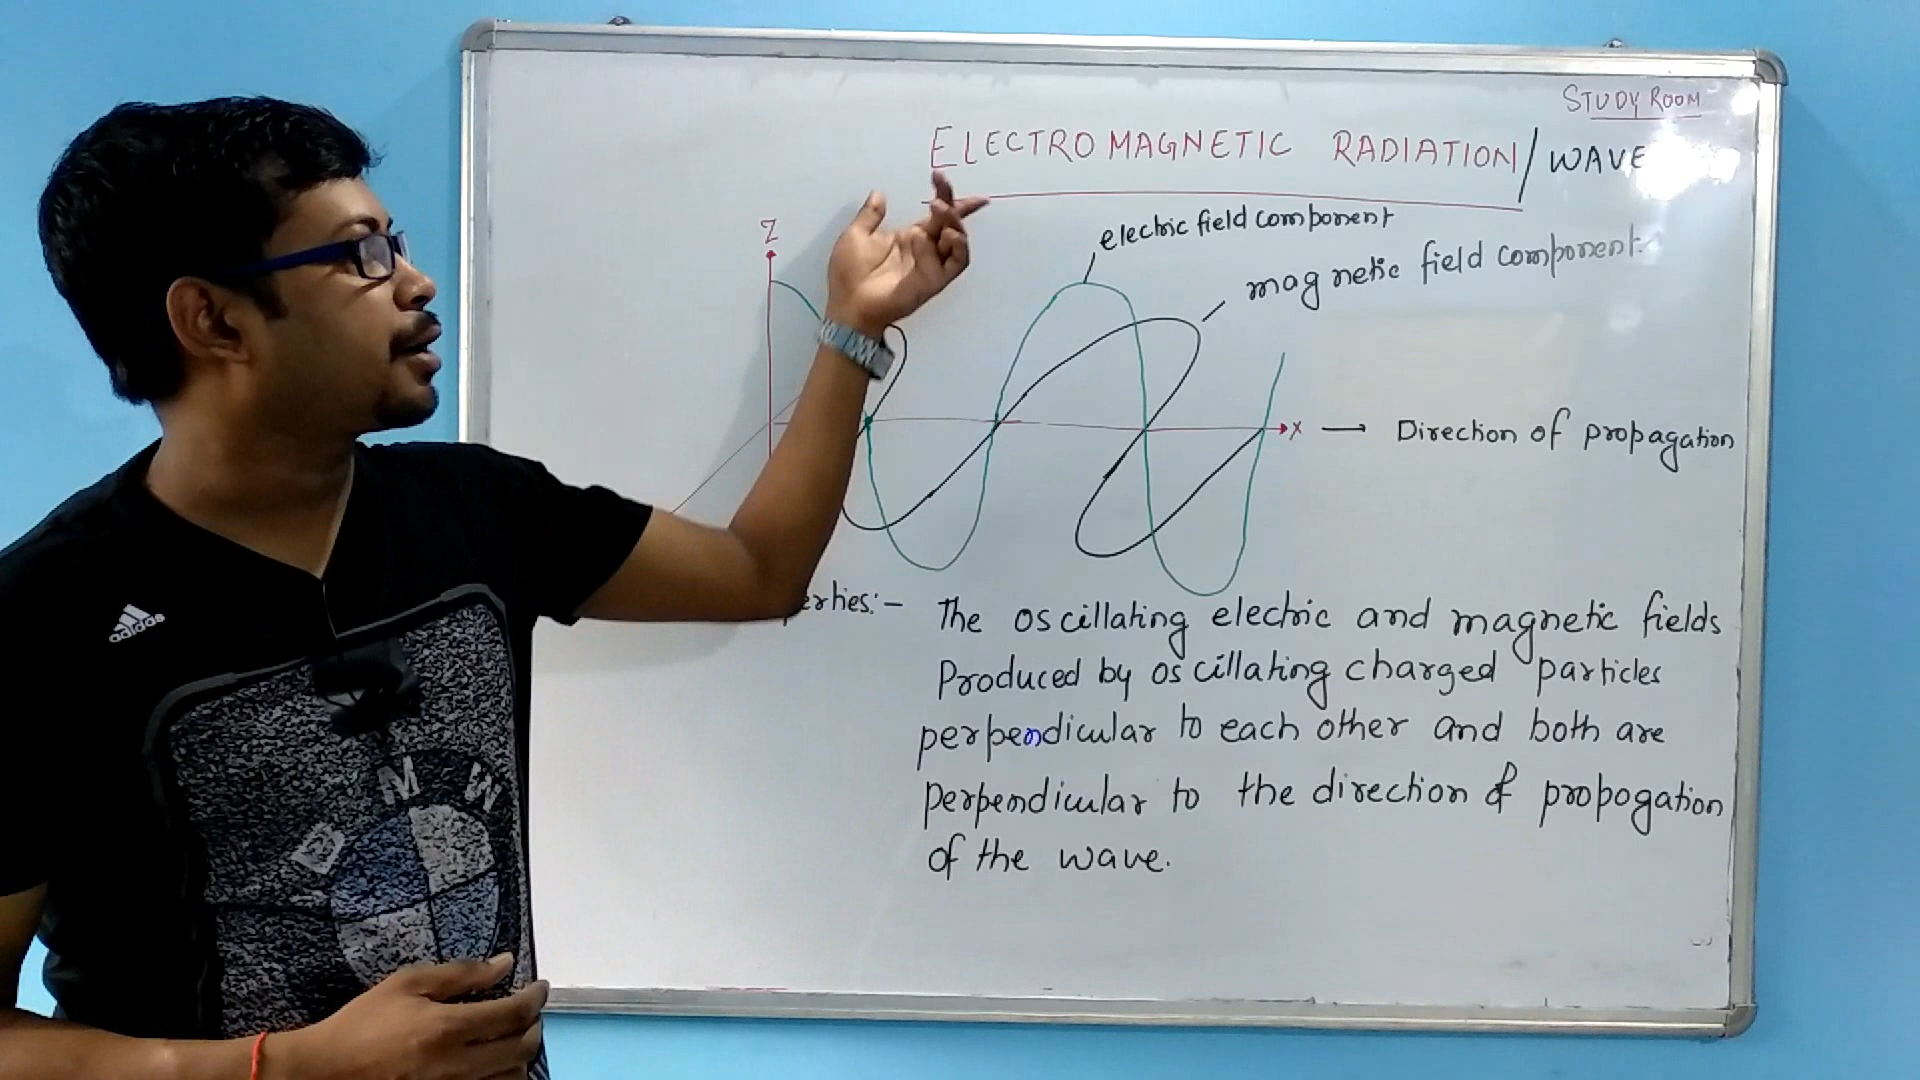 STUDY ROOM
ELECTROMAGNETIC RADIATION/WAVE
Z
electric field component
magnetic field component.
X → Direction of propagation
erties:- The oscillating electric and magnetic fields
Produced by oscillating charged particles
perpendicular to each other and both are
perpendicular to the direction of propogation
of the wave.
adidas
M W